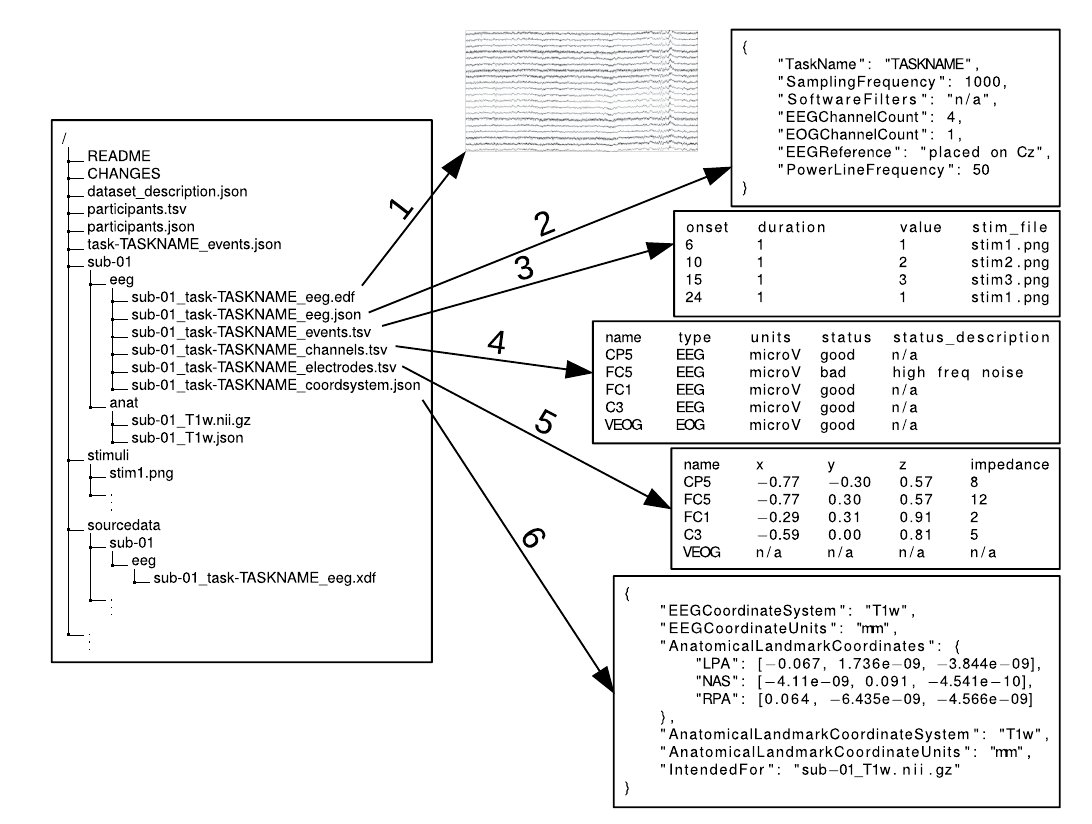 /
README
CHANGES
dataset_description.json
participants.tsv
participants.json
task-TASKNAME_events.json
sub-01
eeg
sub-01_task-TASKNAME_eeg.edf
sub-01_task-TASKNAME_eeg.json
sub-01_task-TASKNAME_events.tsv
sub-01_task-TASKNAME_channels.tsv
sub-01_task-TASKNAME_electrodes.tsv
sub-01_task-TASKNAME_coordsystem.json
anat
sub-01_T1w.nii.gz
sub-01_T1w.json
stimuli
stim1.png
:
sourcedata
sub-01
eeg
sub-01_task-TASKNAME_eeg.xdf
:
:
1
2
3
4
5
6
{
"TaskName": "TASKNAME",
"SamplingFrequency": 1000,
"SoftwareFilters": "n/a",
"EEGChannelCount": 4,
"EOGChannelCount": 1,
"EEGReference": "placed on Cz",
"PowerLineFrequency": 50
}
onset duration value stim_file
6 1 1 stim1.png
10 1 2 stim2.png
15 1 3 stim3.png
24 1 1 stim1.png
name type units status status_description
CP5 EEG microV good n/a
FC5 EEG microV bad high freq noise
FC1 EEG microV good n/a
C3 EEG microV good n/a
VEOG EOG microV good n/a
name x y z impedance
CP5 −0.77 −0.30 0.57 8
FC5 −0.77 0.30 0.57 12
FC1 −0.29 0.31 0.91 2
C3 −0.59 0.00 0.81 5
VEOG n/a n/a n/a n/a
{
"EEGCoordinateSystem": "T1w",
"EEGCoordinateUnits": "mm",
"AnatomicalLandmarkCoordinates": {
"LPA": [−0.067, 1.736e−09, −3.844e−09],
"NAS": [−4.11e−09, 0.091, −4.541e−10],
"RPA": [0.064, −6.435e−09, −4.566e−09]
},
"AnatomicalLandmarkCoordinateSystem": "T1w",
"AnatomicalLandmarkCoordinateUnits": "mm",
"IntendedFor": "sub−01_T1w.nii.gz"
}